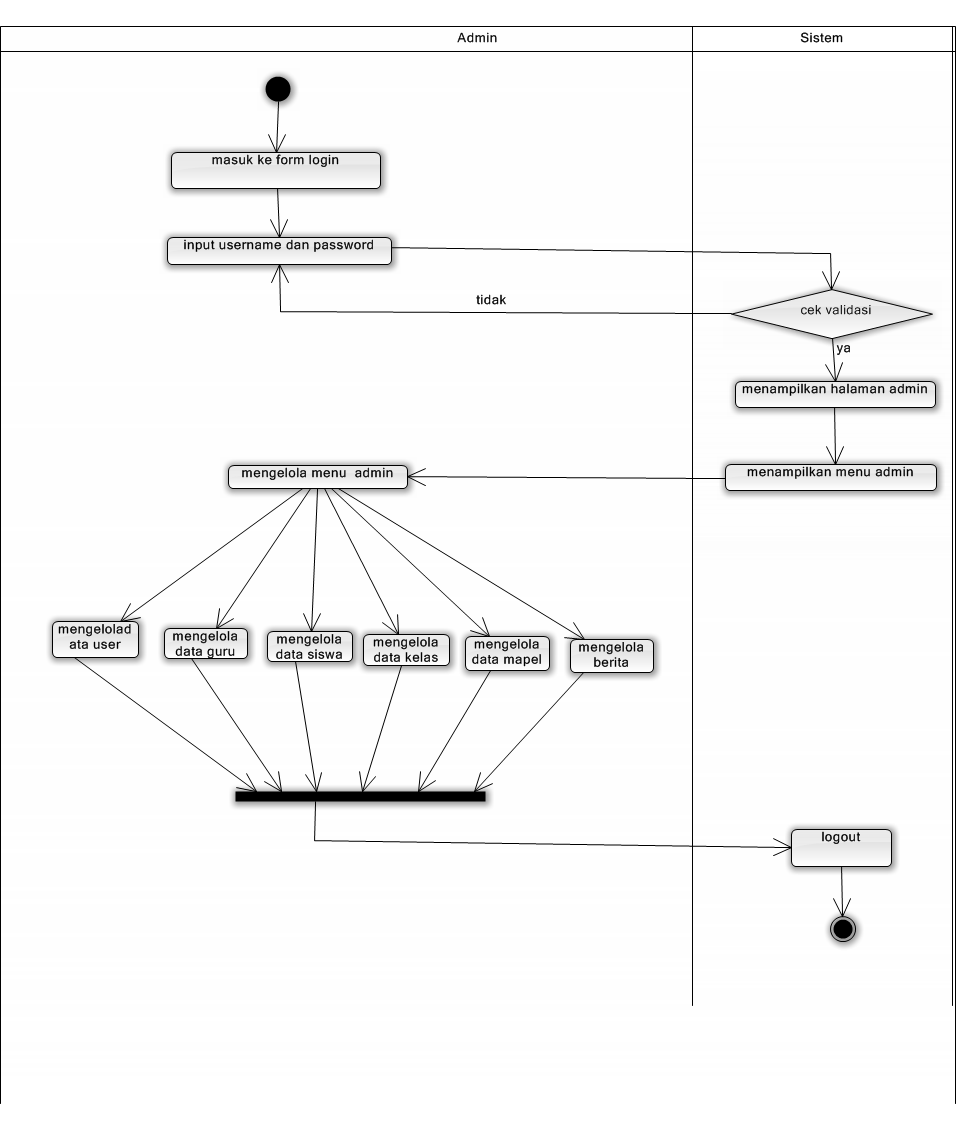 Admin
Sistem
masuk ke form login
input username dan password
tidak
cek validasi
ya
menampilkan halaman admin
mengelola menu admin
menampilkan menu admin
mengelolad
ata user
mengelola
data guru
mengelola
data siswa
mengelola
data kelas
mengelola
data mapel
mengelola
berita
logout